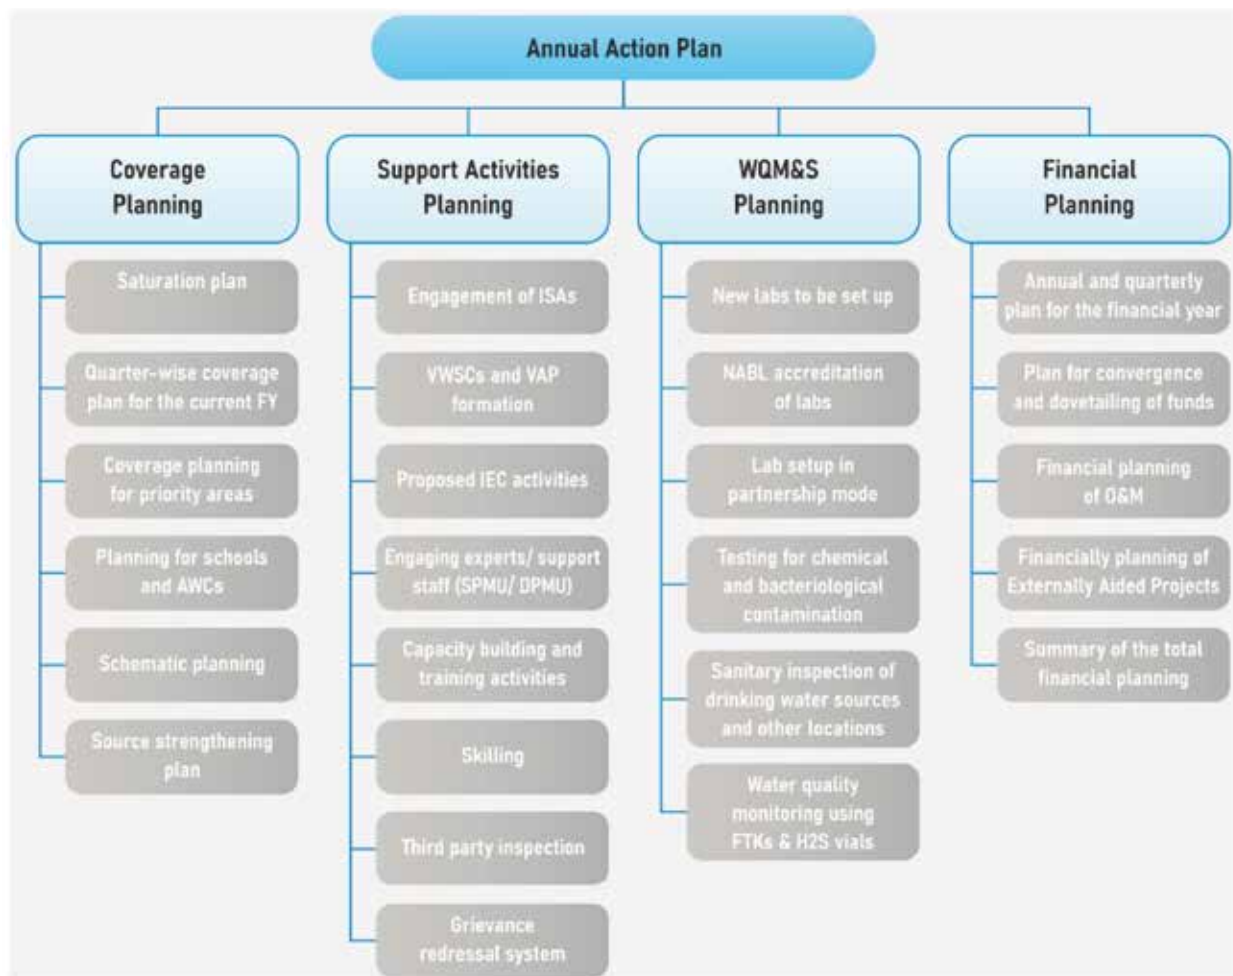 Annual Action Plan
Coverage
Planning
Saturation plan
Quarter-wise coverage
plan for the current FY
Coverage planning
for priority areas
Planning for schools
and AWCs
Schematic planning
Source strengthening
plan
Support Activities
Planning
Engagement of ISAs
VWSCs and VAP
formation
Proposed IEC activities
Engaging experts/ support
staff (SPMU/ DPMU)
Capacity building and
training activities
Skilling
Third party inspection
Grievance
redressal system
WQM&S
Planning
New labs to be set up
NABL accreditation
of labs
Lab setup in
partnership mode
Testing for chemical
and bacteriological
contamination
Sanitary inspection of
drinking water sources
and other locations
Water quality
monitoring using
FTKs & H2S vials
Financial
Planning
Annual and quarterly
plan for the financial year
Plan for convergence
and dovetailing of funds
Financial planning
of O&M
Financially planning of
Externally Aided Projects
Summary of the total
financial planning